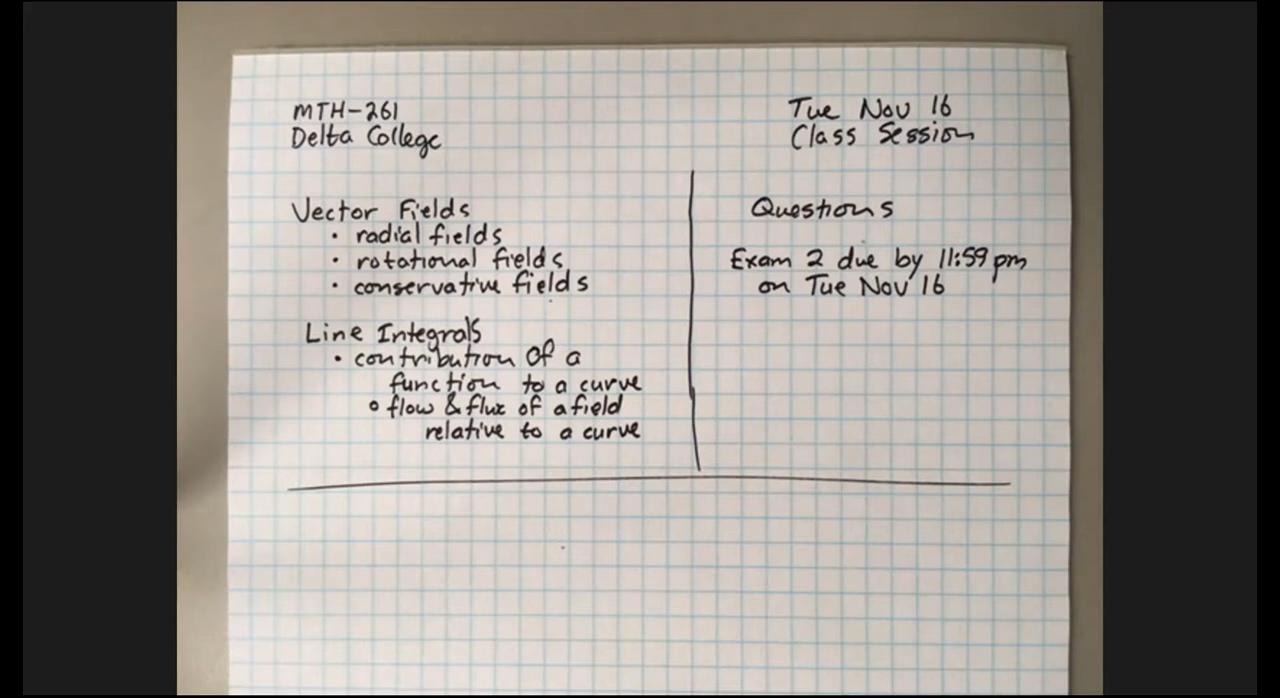 MTH-261
Delta College
Tue Nov 16
Class Session
Vector Fields
• radial fields
• rotational fields
• conservative fields
Line Integrals
• contribution of a
function to a curve
• flow & flux of a field
relative to a curve
Questions
Exam 2 due by 11:59 pm
on Tue Nov 16